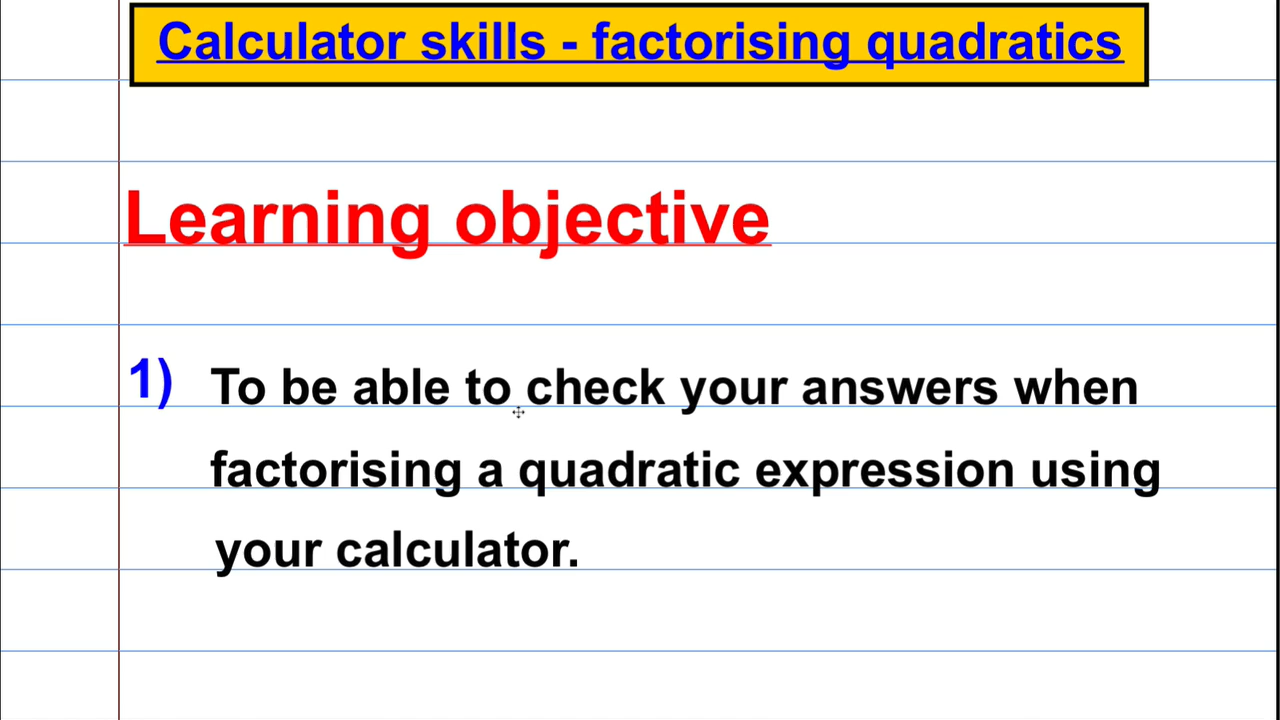 Calculator skills - factorising quadratics
Learning objective
1) To be able to check your answers when
factorising a quadratic expression using
your calculator.